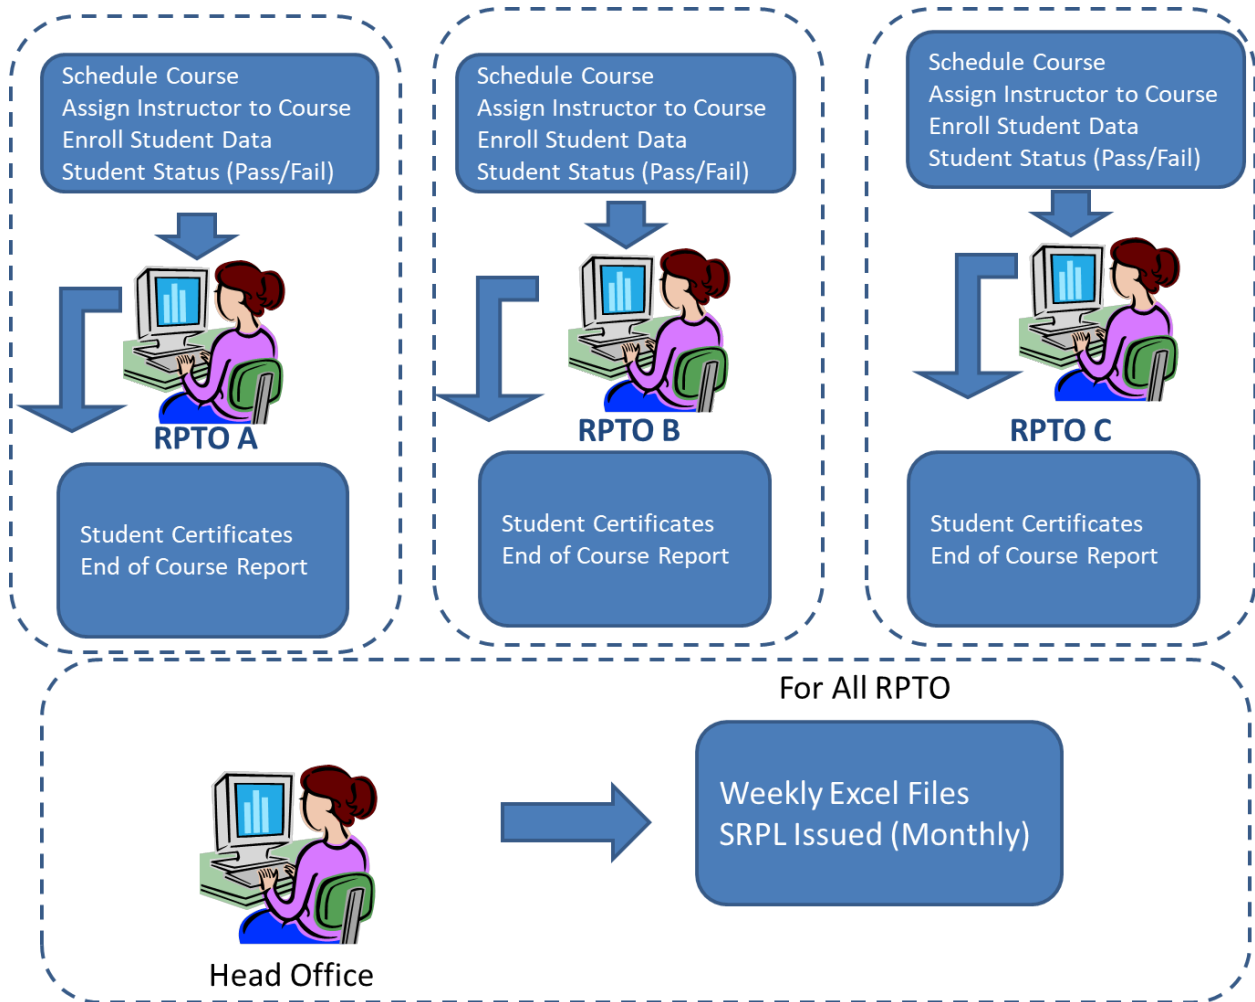 Schedule Course
Assign Instructor to Course
Enroll Student Data
Student Status (Pass/Fail)
RPTO A
Student Certificates
End of Course Report
Schedule Course
Assign Instructor to Course
Enroll Student Data
Student Status (Pass/Fail)
RPTO B
Student Certificates
End of Course Report
Schedule Course
Assign Instructor to Course
Enroll Student Data
Student Status (Pass/Fail)
RPTO C
Student Certificates
End of Course Report
For All RPTO
Weekly Excel Files
SRPL Issued (Monthly)
Head Office